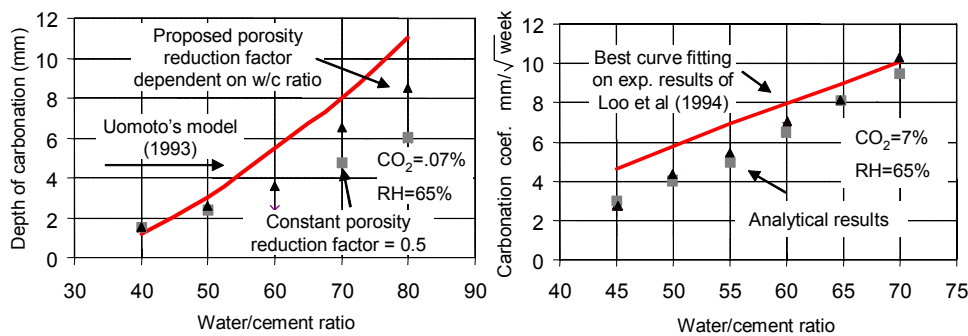 12
10
8
6
4
2
0
Depth of carbonation (mm)
Proposed porosity
reduction factor
dependent on w/c ratio
Uomoto's model
(1993)
CO2=.07%
RH=65%
Constant porosity
reduction factor = 0.5
30 40 50 60 70 80 90
Water/cement ratio
12
10
8
6
4
2
0
Carbonation coef. mm/√week
Best curve fitting
on exp. results of
Loo et al (1994)
CO2=7%
RH=65%
Analytical results
40 45 50 55 60 65 70 75
Water/cement ratio